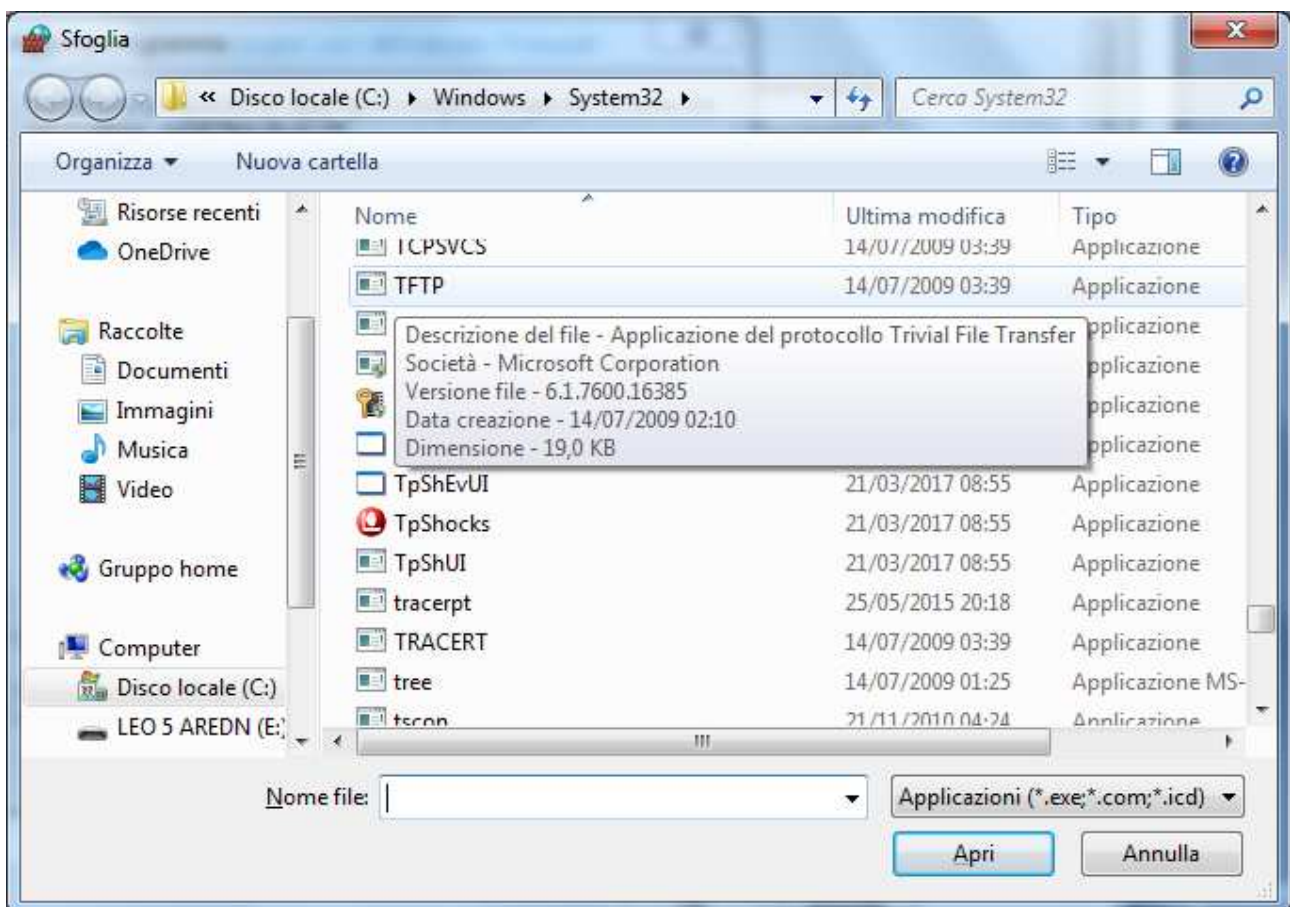 Sfoglia
« Disco locale (C:) Windows System32
Cerca System32
Organizza Nuova cartella
Risorse recenti
OneDrive
Raccolte
Documenti
Immagini
Musica
Video
Gruppo home
Computer
Disco locale (C:)
LEO 5 AREDN (E:)
Nome Ultima modifica Tipo
TCPSVCS 14/07/2009 03:39 Applicazione
TFTP 14/07/2009 03:39 Applicazione
Descrizione del file - Applicazione del protocollo Trivial File Transfer
Società - Microsoft Corporation
Versione file - 6.1.7600.16385
Data creazione - 14/07/2009 02:10
Dimensione - 19,0 KB
pplicazione
pplicazione
pplicazione
pplicazione
TpShEvUI 21/03/2017 08:55 Applicazione
TpShocks 21/03/2017 08:55 Applicazione
TpShUI 21/03/2017 08:55 Applicazione
tracerpt 25/05/2015 20:18 Applicazione
TRACERT 14/07/2009 03:39 Applicazione
tree 14/07/2009 01:25 Applicazione MS-
tscon 21/11/2010 04:24 Applicazione
Nome file:
Applicazioni (*.exe;*.com;*.icd)
Apri
Annulla